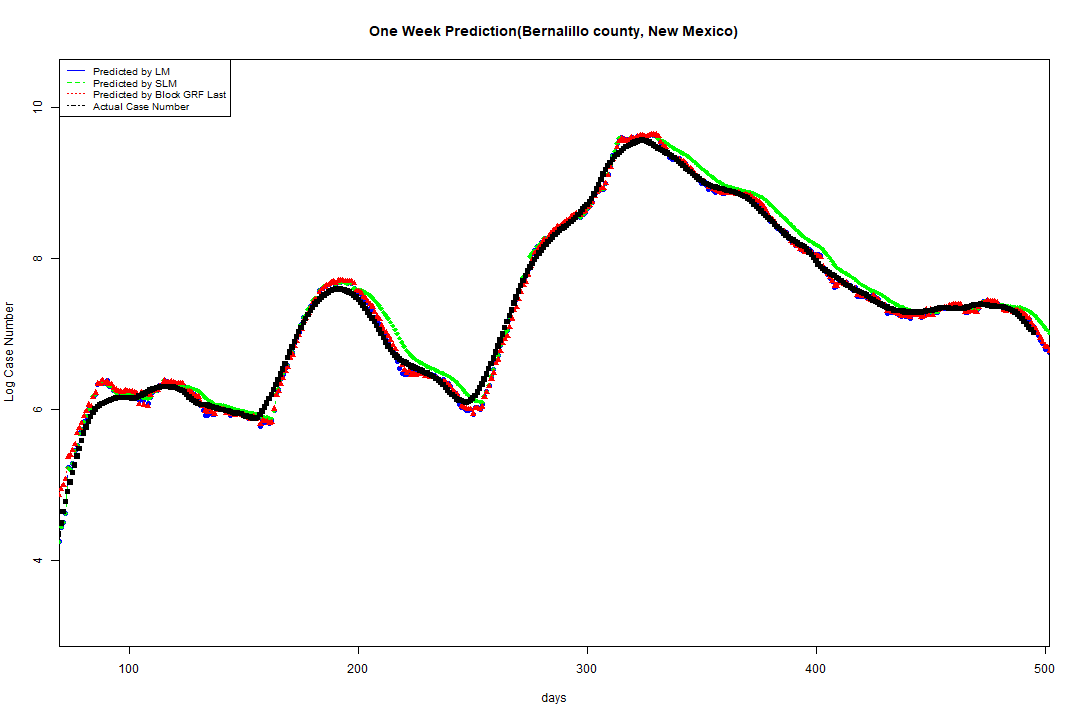 One Week Prediction(Bernalillo county, New Mexico)
Predicted by LM
Predicted by SLM
Predicted by Block GRF Last
Actual Case Number
Log Case Number
10
8
6
4
100 200 300 400 500
days